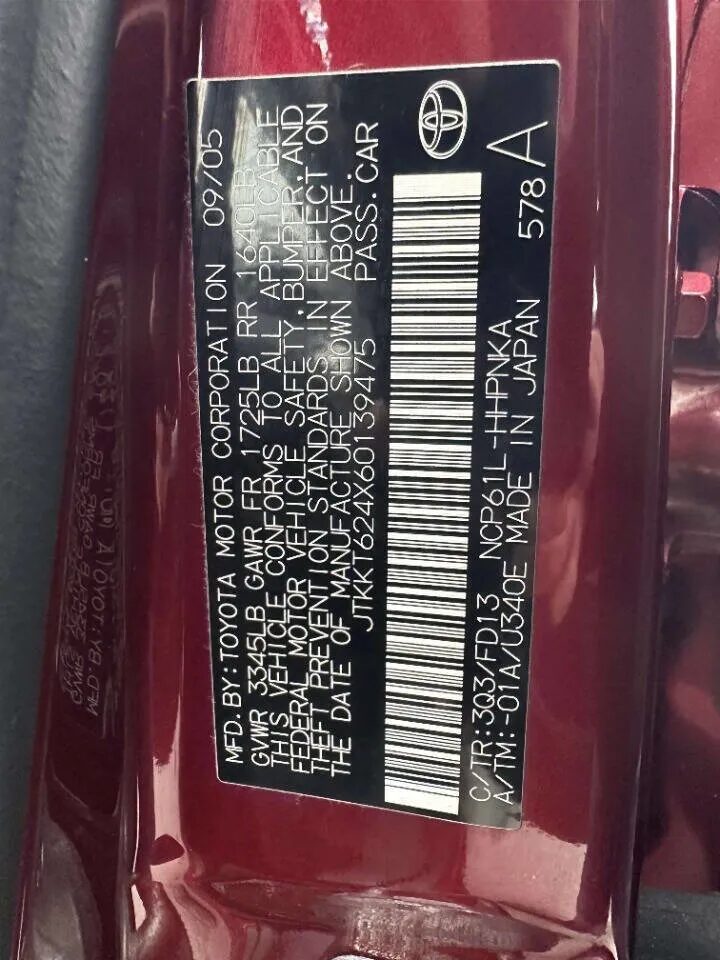 MFD. BY: TOYOTA MOTOR CORPORATION 09/05
GVWR 3345LB GAWR FR 1725LB RR 1640LB
THIS VEHICLE CONFORMS TO ALL APPLICABLE
FEDERAL MOTOR VEHICLE SAFETY, BUMPER, AND
THEFT PREVENTION STANDARDS IN EFFECT ON
THE DATE OF MANUFACTURE SHOWN ABOVE.
JTKKT624X60139475 PASS. CAR
C/TR: 3Q3/FD13 NCP61L-HHPNKA 578 A
A/TM: -01A/U340E MADE IN JAPAN